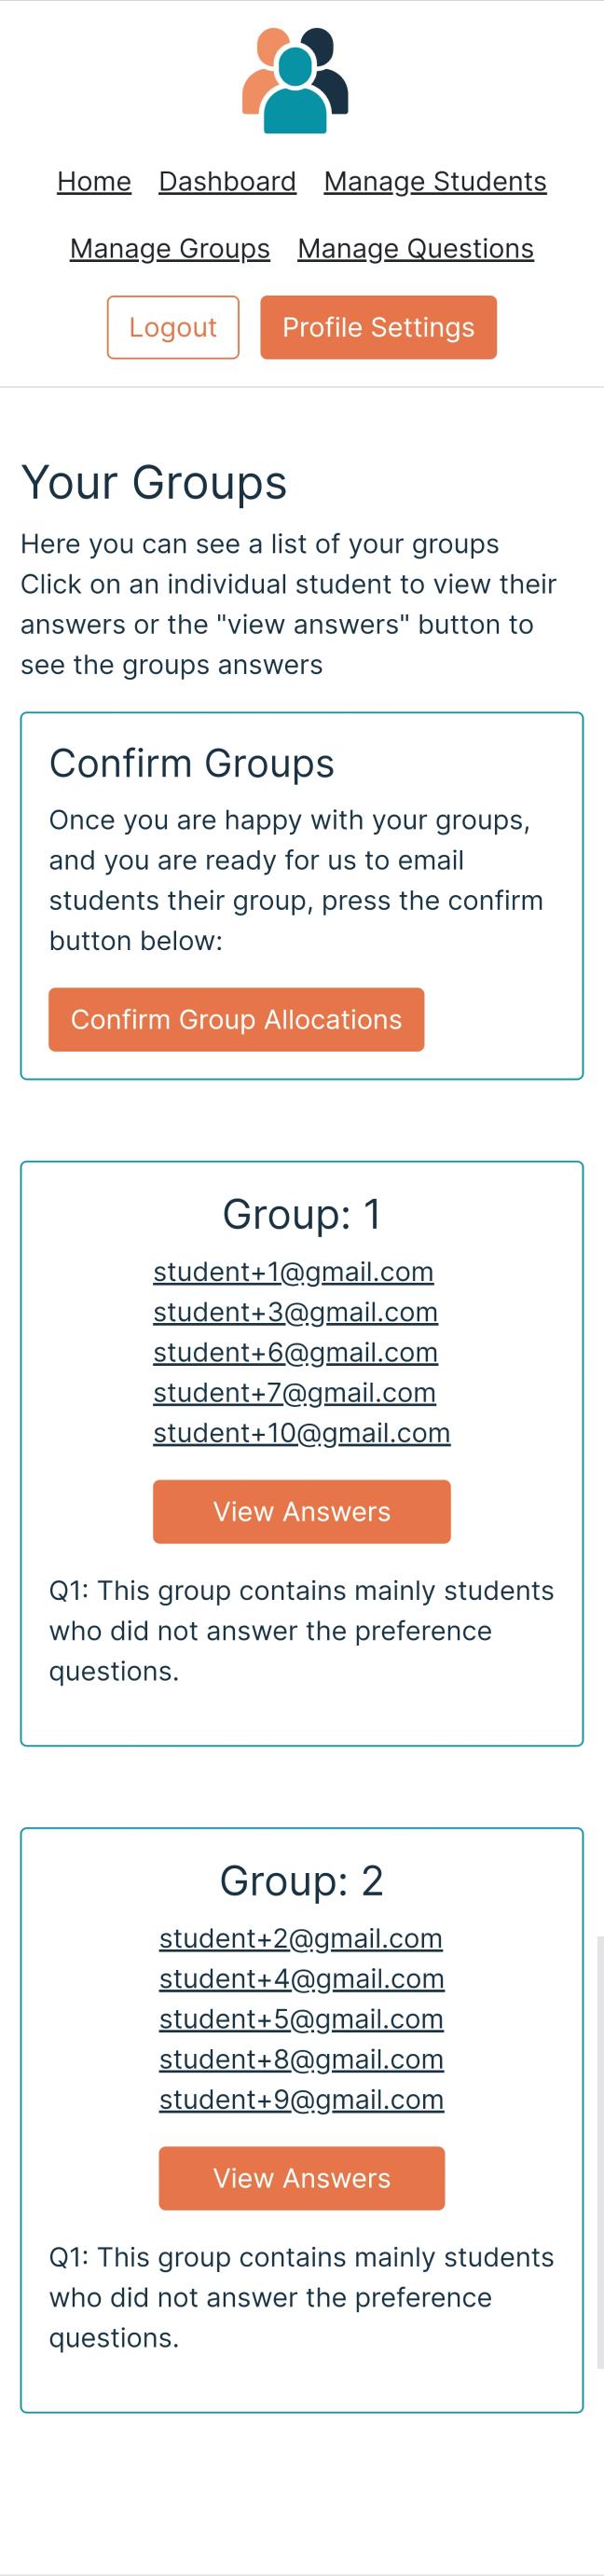 Home Dashboard Manage Students
Manage Groups Manage Questions
Logout Profile Settings
Your Groups
Here you can see a list of your groups
Click on an individual student to view their
answers or the "view answers" button to
see the groups answers
Confirm Groups
Once you are happy with your groups,
and you are ready for us to email
students their group, press the confirm
button below:
Confirm Group Allocations
Group: 1
student+1@gmail.com
student+3@gmail.com
student+6@gmail.com
student+7@gmail.com
student+10@gmail.com
View Answers
Q1: This group contains mainly students
who did not answer the preference
questions.
Group: 2
student+2@gmail.com
student+4@gmail.com
student+5@gmail.com
student+8@gmail.com
student+9@gmail.com
View Answers
Q1: This group contains mainly students
who did not answer the preference
questions.